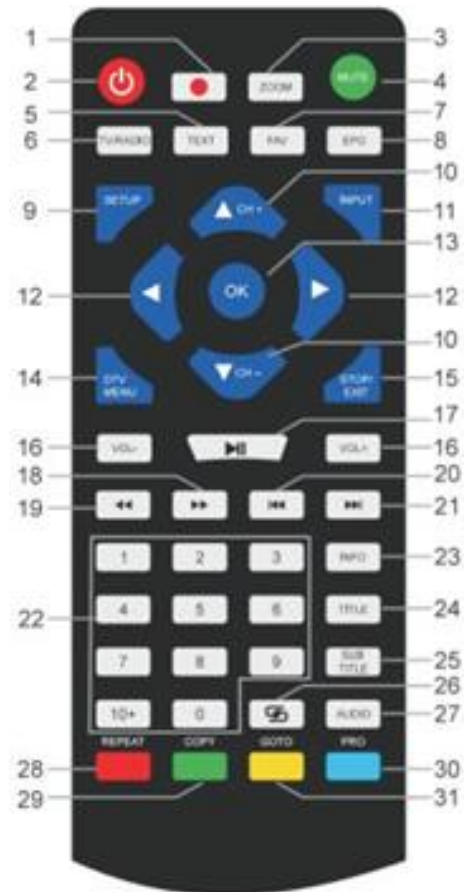 1 3
2 4
MUTE
ZOOM
5 7
6 TV/RADIO TEXT FAV EPG 8
10
9 SETUP CH + INPUT 11
13
12 OK 12
10
14 DTV MENU CH - STOP/ EXIT 15
17
16 VOL- VOL+ 16
18 20
19 21
1 2 3 INFO 23
22 4 5 6 TITLE 24
7 8 9 SUB TITLE 25
26
10+ 0 AUDIO 27
REPEAT COPY GOTO PRO
28 30
29 31